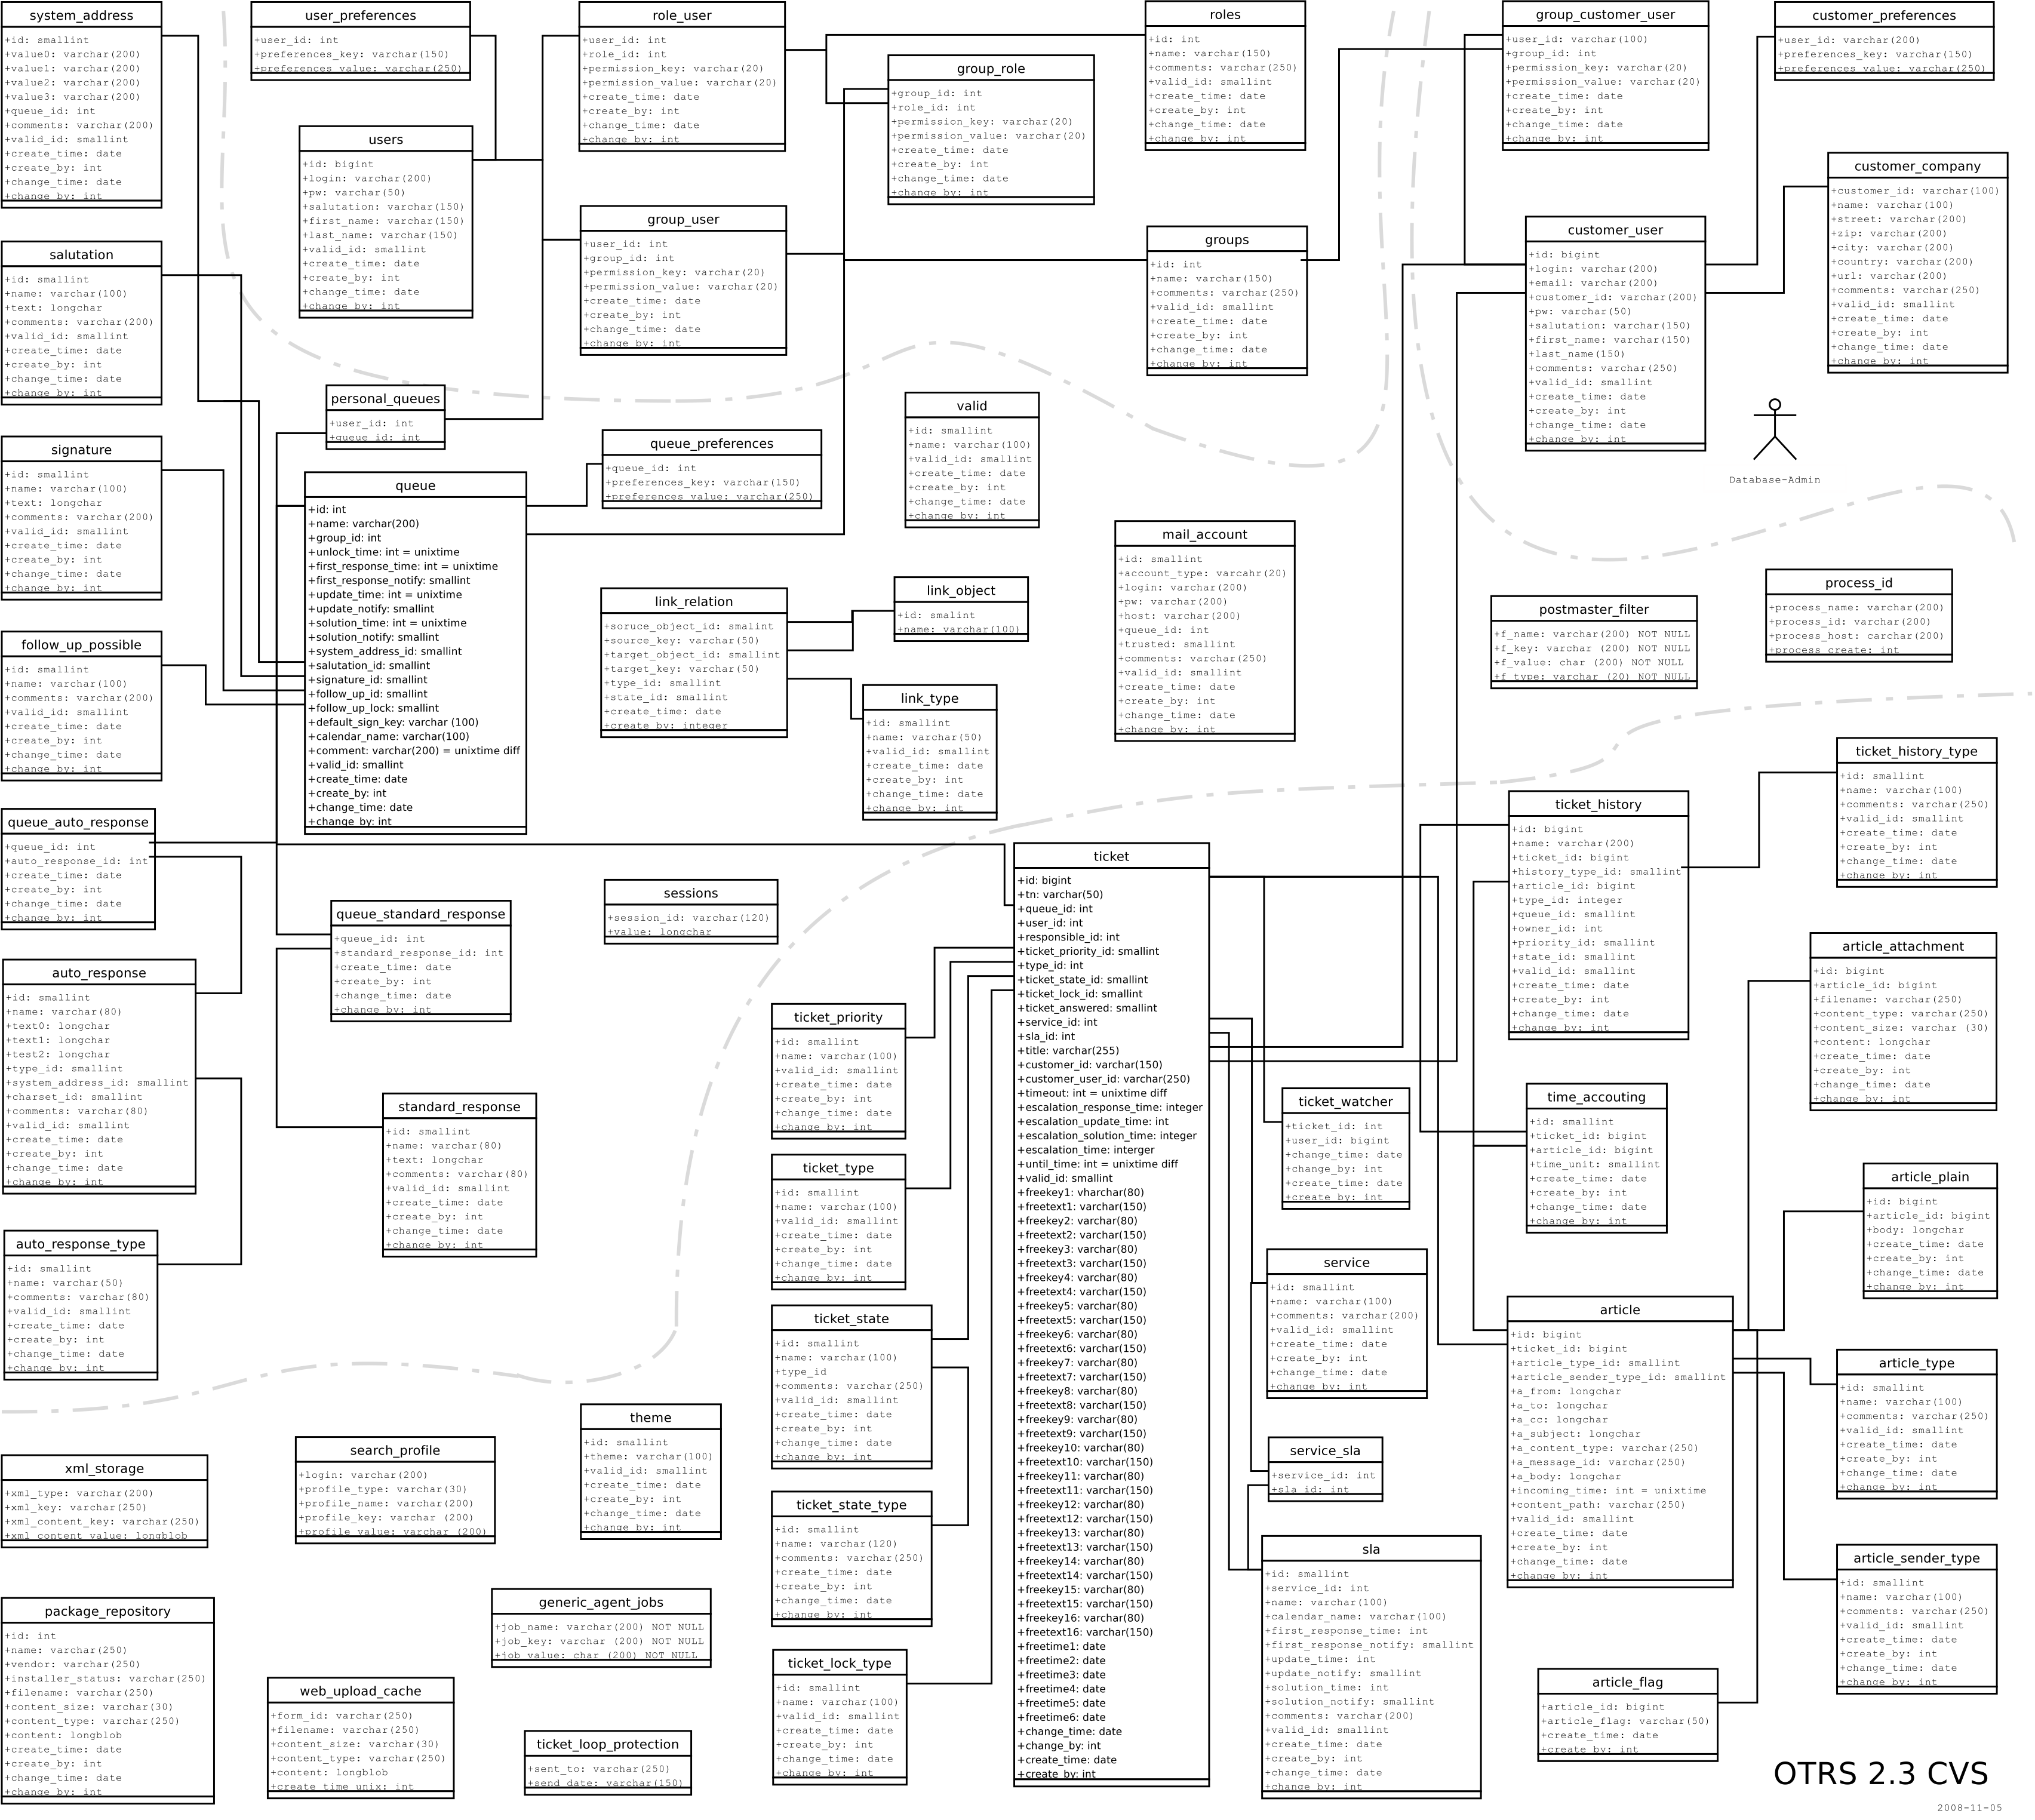 system_address
+id: smallint
+value0: varchar(200)
+value1: varchar(200)
+value2: varchar(200)
+value3: varchar(200)
+queue_id: int
+comments: varchar(200)
+valid_id: smallint
+create_time: date
+create_by: int
+change_time: date
+change_by: int
user_preferences
+user_id: int
+preferences_key: varchar(150)
+preferences_value: varchar(250)
role_user
+user_id: int
+role_id: int
+permission_key: varchar(20)
+permission_value: varchar(20)
+create_time: date
+create_by: int
+change_time: date
+change_by: int
group_role
+group_id: int
+role_id: int
+permission_key: varchar(20)
+permission_value: varchar(20)
+create_time: date
+create_by: int
+change_time: date
+change_by: int
roles
+id: int
+name: varchar(150)
+comments: varchar(250)
+valid_id: smallint
+create_time: date
+create_by: int
+change_time: date
+change_by: int
group_customer_user
+user_id: varchar(100)
+group_id: int
+permission_key: varchar(20)
+permission_value: varchar(20)
+create_time: date
+create_by: int
+change_time: date
+change_by: int
customer_preferences
+user_id: varchar(200)
+preferences_key: varchar(150)
+preferences_value: varchar(250)
users
+id: bigint
+login: varchar(200)
+pw: varchar(50)
+salutation: varchar(150)
+first_name: varchar(150)
+last_name: varchar(150)
+valid_id: smallint
+create_time: date
+create_by: int
+change_time: date
+change_by: int
group_user
+user_id: int
+group_id: int
+permission_key: varchar(20)
+permission_value: varchar(20)
+create_time: date
+create_by: int
+change_time: date
+change_by: int
groups
+id: int
+name: varchar(150)
+comments: varchar(250)
+valid_id: smallint
+create_time: date
+create_by: int
+change_time: date
+change_by: int
customer_user
+id: bigint
+login: varchar(200)
+email: varchar(200)
+customer_id: varchar(200)
+pw: varchar(50)
+salutation: varchar(150)
+first_name: varchar(150)
+last_name(150)
+comments: varchar(250)
+valid_id: smallint
+create_time: date
+create_by: int
+change_time: date
+change_by: int
customer_company
+customer_id: varchar(100)
+name: varchar(100)
+street: varchar(200)
+zip: varchar(200)
+city: varchar(200)
+country: varchar(200)
+url: varchar(200)
+comments: varchar(250)
+valid_id: smallint
+create_time: date
+create_by: int
+change_time: date
+change_by: int
Database-Admin
salutation
+id: smallint
+name: varchar(100)
+text: longchar
+comments: varchar(200)
+valid_id: smallint
+create_time: date
+create_by: int
+change_time: date
+change_by: int
signature
+id: smallint
+name: varchar(100)
+text: longchar
+comments: varchar(200)
+valid_id: smallint
+create_time: date
+create_by: int
+change_time: date
+change_by: int
follow_up_possible
+id: smallint
+name: varchar(100)
+comments: varchar(200)
+valid_id: smallint
+create_time: date
+create_by: int
+change_time: date
+change_by: int
personal_queues
+user_id: int
+queue_id: int
queue
+id: int
+name: varchar(200)
+group_id: int
+unlock_time: int = unixtime
+first_response_time: int = unixtime
+first_response_notify: smallint
+update_time: int = unixtime
+update_notify: smallint
+solution_time: int = unixtime
+solution_notify: smallint
+system_address_id: smallint
+salutation_id: smallint
+signature_id: smallint
+follow_up_id: smallint
+follow_up_lock: smallint
+default_sign_key: varchar (100)
+calendar_name: varchar(100)
+comment: varchar(200) = unixtime diff
+valid_id: smallint
+create_time: date
+create_by: int
+change_time: date
+change_by: int
queue_preferences
+queue_id: int
+preferences_key: varchar(150)
+preferences_value: varchar(250)
valid
+id: smallint
+name: varchar(100)
+valid_id: smallint
+create_time: date
+create_by: int
+change_time: date
+change_by: int
link_relation
+soruce_object_id: smalint
+source_key: varchar(50)
+target_object_id: smallint
+target_key: varchar(50)
+type_id: smallint
+state_id: smallint
+create_time: date
+create_by: integer
link_object
+id: smalint
+name: varchar(100)
link_type
+id: smallint
+name: varchar(50)
+valid_id: smallint
+create_time: date
+create_by: int
+change_time: date
+change_by: int
mail_account
+id: smallint
+account_type: varcahr(20)
+login: varchar(200)
+pw: varchar(200)
+host: varchar(200)
+queue_id: int
+trusted: smallint
+comments: varchar(250)
+valid_id: smallint
+create_time: date
+create_by: int
+change_time: date
+change_by: int
postmaster_filter
+f_name: varchar(200) NOT NULL
+f_key: varchar (200) NOT NULL
+f_value: char (200) NOT NULL
+f_type: varchar (20) NOT NULL
process_id
+process_name: varchar(200)
+process_id: varchar(200)
+process_host: carchar(200)
+process_create: int
queue_auto_response
+queue_id: int
+auto_response_id: int
+create_time: date
+create_by: int
+change_time: date
+change_by: int
auto_response
+id: smallint
+name: varchar(80)
+text0: longchar
+text1: longchar
+test2: longchar
+type_id: smallint
+system_address_id: smallint
+charset_id: smallint
+comments: varchar(80)
+valid_id: smallint
+create_time: date
+create_by: int
+change_time: date
+change_by: int
auto_response_type
+id: smallint
+name: varchar(50)
+comments: varchar(80)
+valid_id: smallint
+create_time: date
+create_by: int
+change_time: date
+change_by: int
queue_standard_response
+queue_id: int
+standard_response_id: int
+create_time: date
+create_by: int
+change_time: date
+change_by: int
standard_response
+id: smallint
+name: varchar(80)
+text: longchar
+comments: varchar(80)
+valid_id: smallint
+create_time: date
+create_by: int
+change_time: date
+change_by: int
sessions
+session_id: varchar(120)
+value: longchar
ticket_priority
+id: smallint
+name: varchar(100)
+valid_id: smallint
+create_time: date
+create_by: int
+change_time: date
+change_by: int
ticket_type
+id: smallint
+name: varchar(100)
+valid_id: smallint
+create_time: date
+create_by: int
+change_time: date
+change_by: int
ticket_state
+id: smallint
+name: varchar(100)
+type_id
+comments: varchar(250)
+valid_id: smallint
+create_time: date
+create_by: int
+change_time: date
+change_by: int
ticket_state_type
+id: smallint
+name: varchar(120)
+comments: varchar(250)
+create_time: date
+create_by: int
+change_time: date
+change_by: int
ticket_lock_type
+id: smallint
+name: varchar(100)
+valid_id: smallint
+create_time: date
+create_by: int
+change_time: date
+change_by: int
ticket
+id: bigint
+tn: varchar(50)
+queue_id: int
+user_id: int
+responsible_id: int
+ticket_priority_id: smallint
+type_id: int
+ticket_state_id: smallint
+ticket_lock_id: smallint
+ticket_answered: smallint
+service_id: int
+sla_id: int
+title: varchar(255)
+customer_id: varchar(150)
+customer_user_id: varchar(250)
+timeout: int = unixtime diff
+escalation_response_time: integer
+escalation_update_time: int
+escalation_solution_time: integer
+escalation_time: interger
+until_time: int = unixtime diff
+valid_id: smallint
+freekey1: vharchar(80)
+freetext1: varchar(150)
+freekey2: varchar(80)
+freetext2: varchar(150)
+freekey3: varchar(80)
+freetext3: varchar(150)
+freekey4: varchar(80)
+freetext4: varchar(150)
+freekey5: varchar(80)
+freetext5: varchar(150)
+freekey6: varchar(80)
+freetext6: varchar(150)
+freekey7: varchar(80)
+freetext7: varchar(150)
+freekey8: varchar(80)
+freetext8: varchar(150)
+freekey9: varchar(80)
+freetext9: varchar(150)
+freekey10: varchar(80)
+freetext10: varchar(150)
+freekey11: varchar(80)
+freetext11: varchar(150)
+freekey12: varchar(80)
+freetext12: varchar(150)
+freekey13: varchar(80)
+freetext13: varchar(150)
+freekey14: varchar(80)
+freetext14: varchar(150)
+freekey15: varchar(80)
+freetext15: varchar(150)
+freekey16: varchar(80)
+freetext16: varchar(150)
+freetime1: date
+freetime2: date
+freetime3: date
+freetime4: date
+freetime5: date
+freetime6: date
+change_time: date
+change_by: int
+create_time: date
+create_by: int
ticket_watcher
+ticket_id: int
+user_id: bigint
+change_time: date
+change_by: int
+create_time: date
+create_by: int
service
+id: smallint
+name: varchar(100)
+comments: varchar(200)
+valid_id: smallint
+create_time: date
+create_by: int
+change_time: date
+change_by: int
service_sla
+service_id: int
+sla_id: int
sla
+id: smallint
+service_id: int
+name: varchar(100)
+calendar_name: varchar(100)
+first_response_time: int
+first_response_notify: smallint
+update_time: int
+update_notify: smallint
+solution_time: int
+solution_notify: smallint
+comments: varchar(200)
+valid_id: smallint
+create_time: date
+create_by: int
+change_time: date
+change_by: int
ticket_history
+id: bigint
+name: varchar(200)
+ticket_id: bigint
+history_type_id: smallint
+article_id: bigint
+type_id: integer
+queue_id: smallint
+owner_id: int
+priority_id: smallint
+state_id: smallint
+valid_id: smallint
+create_time: date
+create_by: int
+change_time: date
+change_by: int
ticket_history_type
+id: smallint
+name: varchar(100)
+comments: varchar(250)
+valid_id: smallint
+create_time: date
+create_by: int
+change_time: date
+change_by: int
article_attachment
+id: bigint
+article_id: bigint
+filename: varchar(250)
+content_type: varchar(250)
+content_size: varchar (30)
+content: longchar
+create_time: date
+create_by: int
+change_time: date
+change_by: int
time_accouting
+id: smallint
+ticket_id: bigint
+article_id: bigint
+time_unit: smallint
+create_time: date
+create_by: int
+change_time: date
+change_by: int
article_plain
+id: bigint
+article_id: bigint
+body: longchar
+create_time: date
+create_by: int
+change_time: date
+change_by: int
article
+id: bigint
+ticket_id: bigint
+article_type_id: smallint
+article_sender_type_id: smallint
+a_from: longchar
+a_to: longchar
+a_cc: longchar
+a_subject: longchar
+a_content_type: varchar(250)
+a_message_id: varchar(250)
+a_body: longchar
+incoming_time: int = unixtime
+content_path: varchar(250)
+valid_id: smallint
+create_time: date
+create_by: int
+change_time: date
+change_by: int
article_type
+id: smallint
+name: varchar(100)
+comments: varchar(250)
+valid_id: smallint
+create_time: date
+create_by: int
+change_time: date
+change_by: int
article_sender_type
+id: smallint
+name: varchar(100)
+comments: varchar(250)
+valid_id: smallint
+create_time: date
+create_by: int
+change_time: date
+change_by: int
article_flag
+article_id: bigint
+article_flag: varchar(50)
+create_time: date
+create_by: int
xml_storage
+xml_type: varchar(200)
+xml_key: varchar(250)
+xml_content_key: varchar(250)
+xml_content_value: longblob
search_profile
+login: varchar(200)
+profile_type: varchar(30)
+profile_name: varchar(200)
+profile_key: varchar (200)
+profile_value: varchar (200)
theme
+id: smallint
+theme: varchar(100)
+valid_id: smallint
+create_time: date
+create_by: int
+change_time: date
+change_by: int
package_repository
+id: int
+name: varchar(250)
+vendor: varchar(250)
+installer_status: varchar(250)
+filename: varchar(250)
+content_size: varchar(30)
+content_type: varchar(250)
+content: longblob
+create_time: date
+create_by: int
+change_time: date
+change_by: int
web_upload_cache
+form_id: varchar(250)
+filename: varchar(250)
+content_size: varchar(30)
+content_type: varchar(250)
+content: longblob
+create_time_unix: int
generic_agent_jobs
+job_name: varchar(200) NOT NULL
+job_key: varchar (200) NOT NULL
+job_value: char (200) NOT NULL
ticket_loop_protection
+sent_to: varchar(250)
+send_date: varchar(150)
OTRS 2.3 CVS
2008-11-05